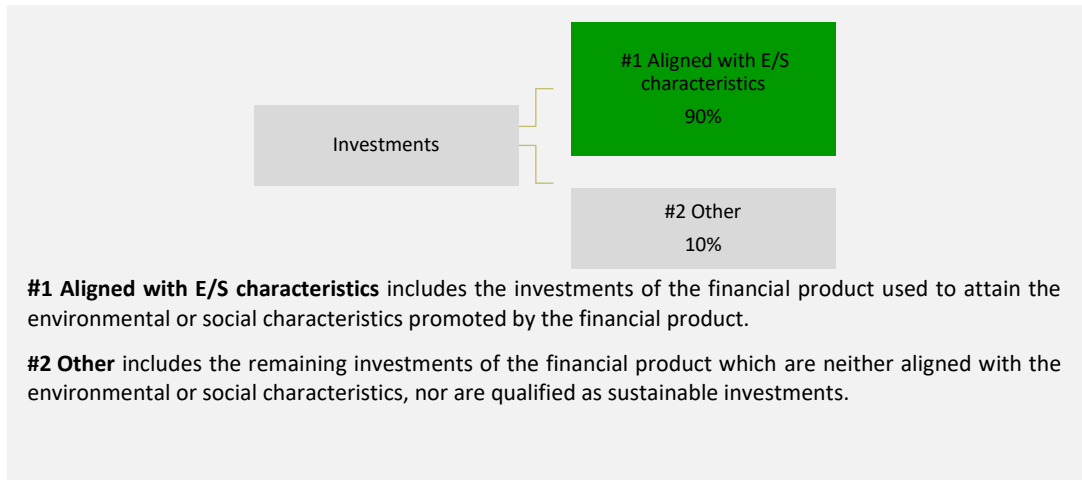 #1 Aligned with E/S
characteristics
90%
Investments
#2 Other
10%
#1 Aligned with E/S characteristics includes the investments of the financial product used to attain the
environmental or social characteristics promoted by the financial product.
#2 Other includes the remaining investments of the financial product which are neither aligned with the
environmental or social characteristics, nor are qualified as sustainable investments.